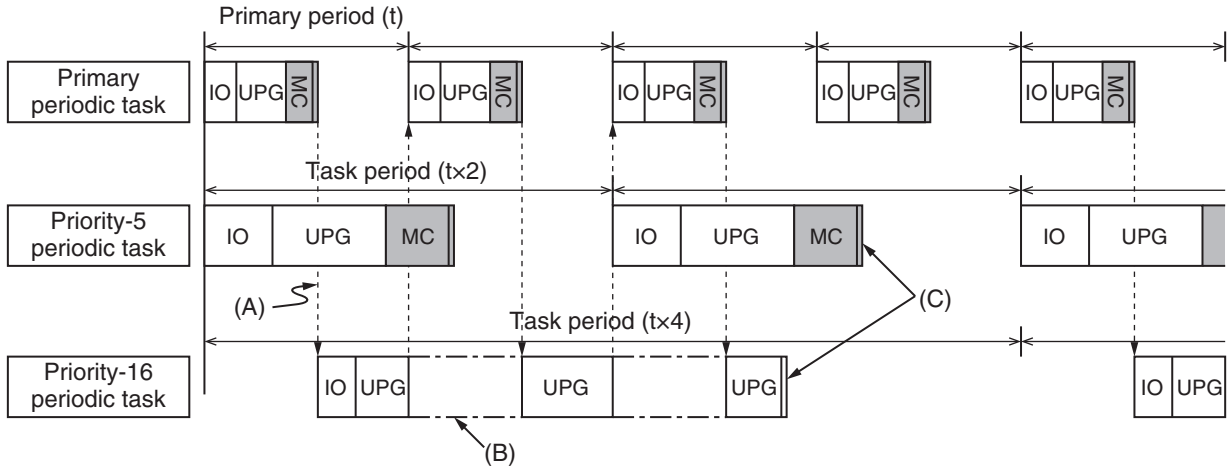 Primary period (t)
Primary
periodic task
IO UPG MC IO UPG MC IO UPG MC IO UPG MC IO UPG MC
Task period (t×2)
Priority-5
periodic task
IO UPG MC IO UPG MC IO UPG
(A)
(C)
Task period (t×4)
Priority-16
periodic task
IO UPG UPG UPG IO UPG
(B)